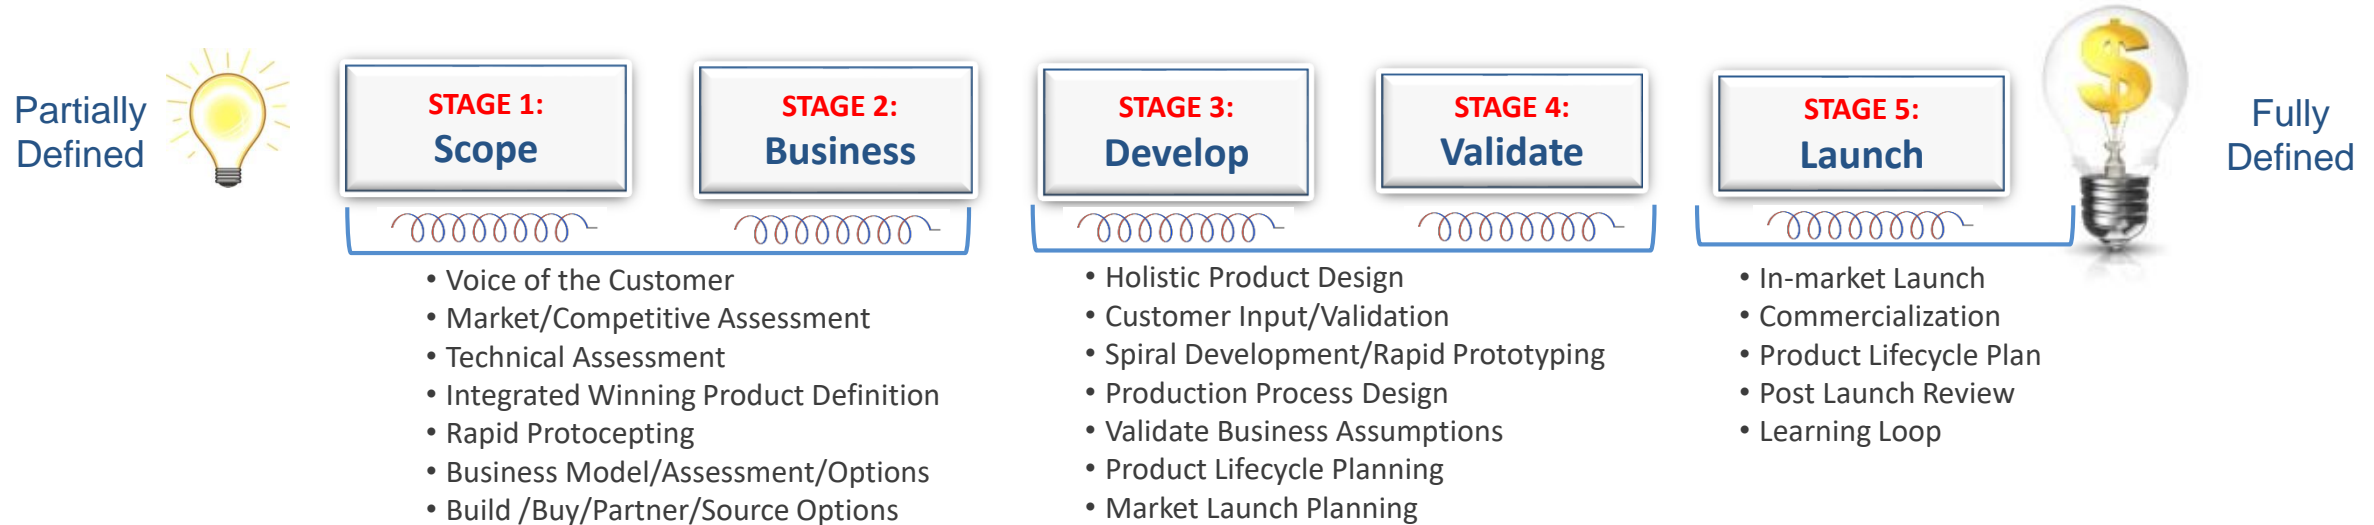 Partially
Defined
STAGE 1:
Scope
STAGE 2:
Business
STAGE 3:
Develop
STAGE 4:
Validate
STAGE 5:
Launch
$
Fully
Defined
• Voice of the Customer
• Market/Competitive Assessment
• Technical Assessment
• Integrated Winning Product Definition
• Rapid Protocepting
• Business Model/Assessment/Options
• Build /Buy/Partner/Source Options
• Holistic Product Design
• Customer Input/Validation
• Spiral Development/Rapid Prototyping
• Production Process Design
• Validate Business Assumptions
• Product Lifecycle Planning
• Market Launch Planning
• In-market Launch
• Commercialization
• Product Lifecycle Plan
• Post Launch Review
• Learning Loop